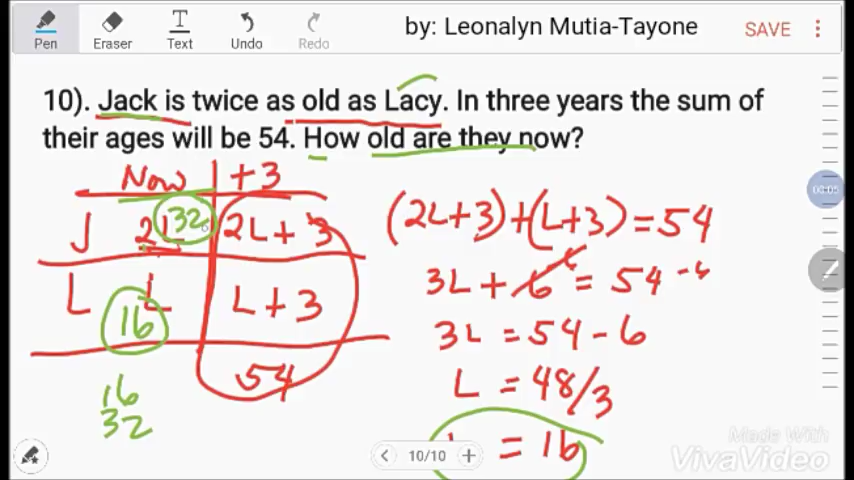 Pen Eraser Text Undo Redo by: Leonalyn Mutia-Tayone SAVE
10). Jack is twice as old as Lacy. In three years the sum of
their ages will be 54. How old are they now?
Now +3
J 2L 32 2L+3
L L 16 L+3
54
16
32
(2L+3)+(L+3)=54
3L + 6 -6 = 54 -6
3L = 54 - 6
L = 48/3
L = 16
10/10
00:05
Made With
VivaVideo